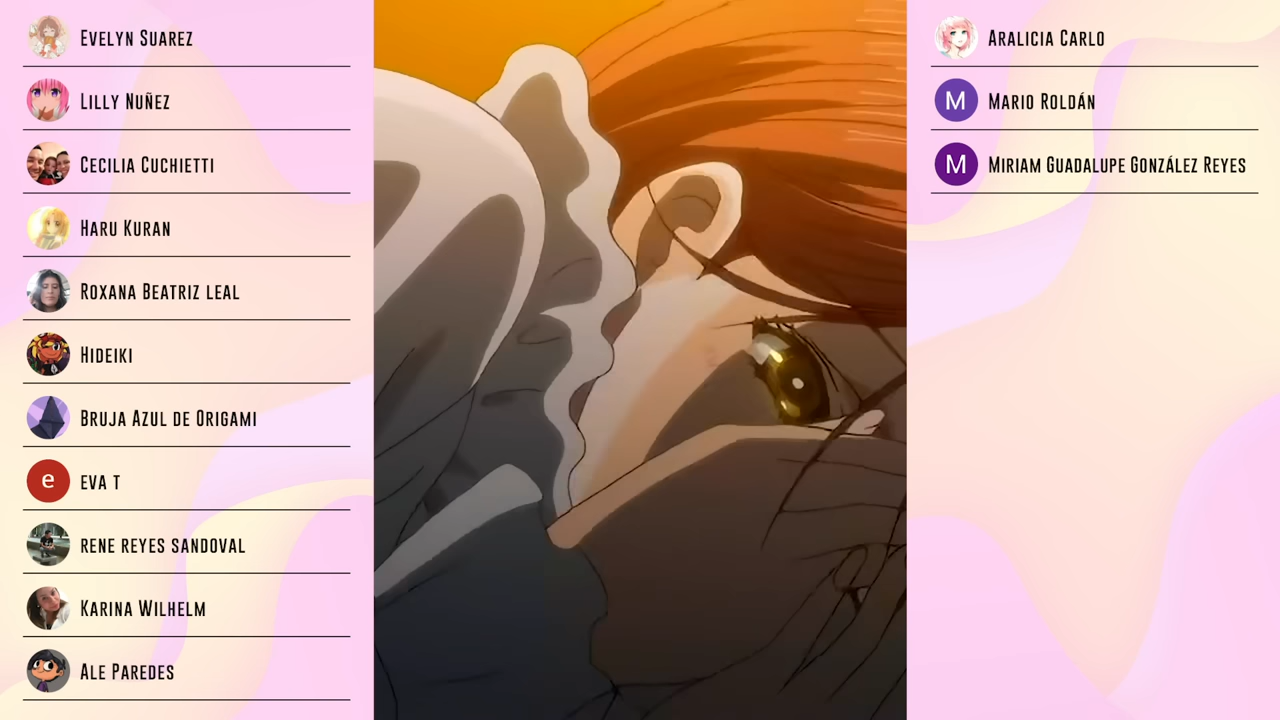 Evelyn Suarez
Lilly Nuñez
Cecilia Cuchietti
Haru Kuran
Roxana Beatriz leal
Hideiki
Bruja Azul de Origami
e
eva t
rene reyes sandoval
Karina Wilhelm
Ale Paredes
Aralicia Carlo
M
Mario Roldán
M
Miriam Guadalupe González Reyes